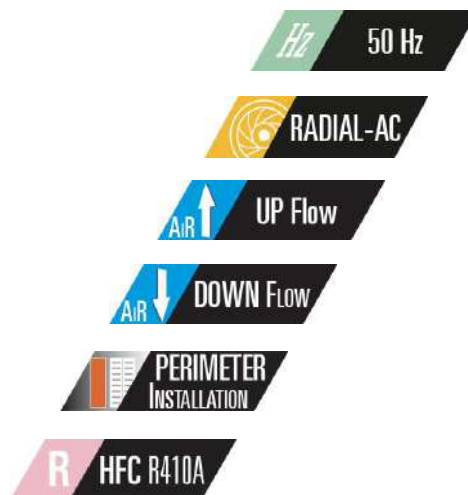 Hz 50 Hz
RADIAL-AC
AIR UP Flow
AIR DOWN FLOW
PERIMETER
INSTALLATION
R HFC R410A